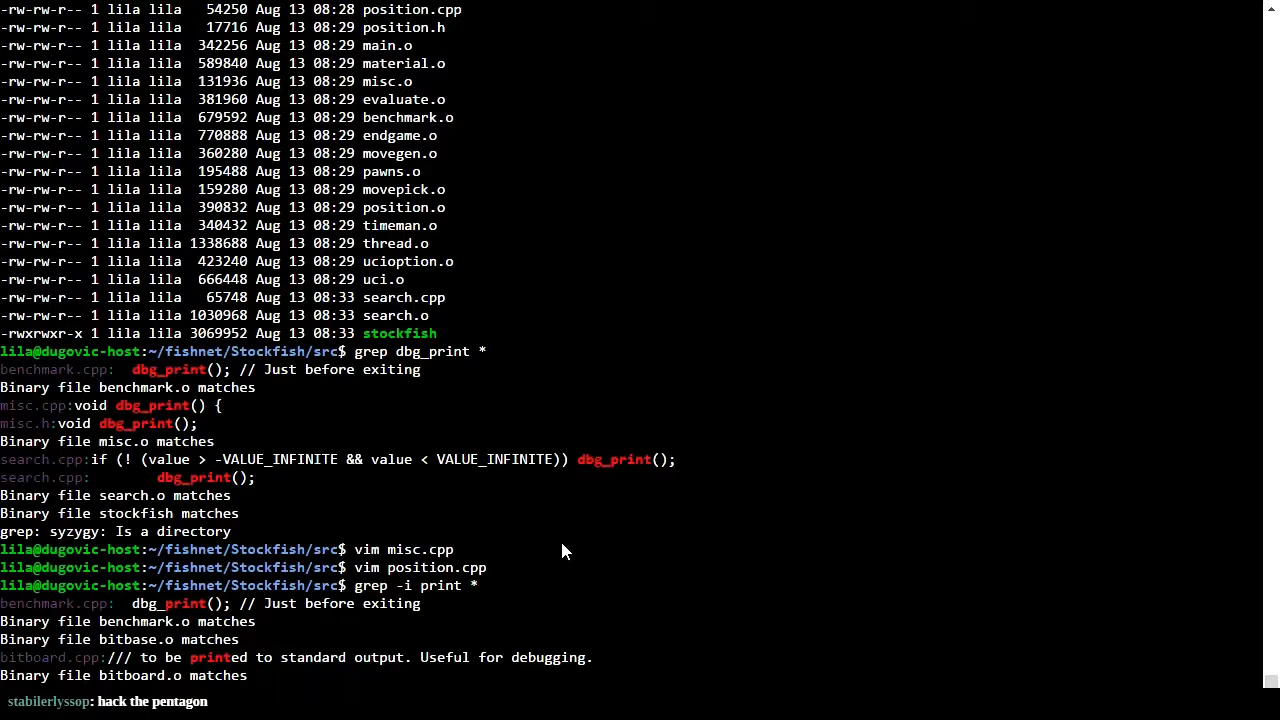 -rw-rw-r-- 1 lila lila   54250 Aug 13 08:28 position.cpp
-rw-rw-r-- 1 lila lila   17716 Aug 13 08:29 position.h
-rw-rw-r-- 1 lila lila  342256 Aug 13 08:29 main.o
-rw-rw-r-- 1 lila lila  589840 Aug 13 08:29 material.o
-rw-rw-r-- 1 lila lila  131936 Aug 13 08:29 misc.o
-rw-rw-r-- 1 lila lila  381960 Aug 13 08:29 evaluate.o
-rw-rw-r-- 1 lila lila  679592 Aug 13 08:29 benchmark.o
-rw-rw-r-- 1 lila lila  770888 Aug 13 08:29 endgame.o
-rw-rw-r-- 1 lila lila  360280 Aug 13 08:29 movegen.o
-rw-rw-r-- 1 lila lila  195488 Aug 13 08:29 pawns.o
-rw-rw-r-- 1 lila lila  159280 Aug 13 08:29 movepick.o
-rw-rw-r-- 1 lila lila  390832 Aug 13 08:29 position.o
-rw-rw-r-- 1 lila lila  340432 Aug 13 08:29 timeman.o
-rw-rw-r-- 1 lila lila 1338688 Aug 13 08:29 thread.o
-rw-rw-r-- 1 lila lila  423240 Aug 13 08:29 ucioption.o
-rw-rw-r-- 1 lila lila  666448 Aug 13 08:29 uci.o
-rw-rw-r-- 1 lila lila   65748 Aug 13 08:33 search.cpp
-rw-rw-r-- 1 lila lila 1030968 Aug 13 08:33 search.o
-rwxrwxr-x 1 lila lila 3069952 Aug 13 08:33 stockfish
lila@dugovic-host:~/fishnet/Stockfish/src$ grep dbg_print *
benchmark.cpp:  dbg_print(); // Just before exiting
Binary file benchmark.o matches
misc.cpp:void dbg_print() {
misc.h:void dbg_print();
Binary file misc.o matches
search.cpp:if (! (value > -VALUE_INFINITE && value < VALUE_INFINITE)) dbg_print();
search.cpp:        dbg_print();
Binary file search.o matches
Binary file stockfish matches
grep: syzygy: Is a directory
lila@dugovic-host:~/fishnet/Stockfish/src$ vim misc.cpp
lila@dugovic-host:~/fishnet/Stockfish/src$ vim position.cpp
lila@dugovic-host:~/fishnet/Stockfish/src$ grep -i print *
benchmark.cpp:  dbg_print(); // Just before exiting
Binary file benchmark.o matches
Binary file bitbase.o matches
bitboard.cpp:/// to be printed to standard output. Useful for debugging.
Binary file bitboard.o matches
stabilerlyssop: hack the pentagon